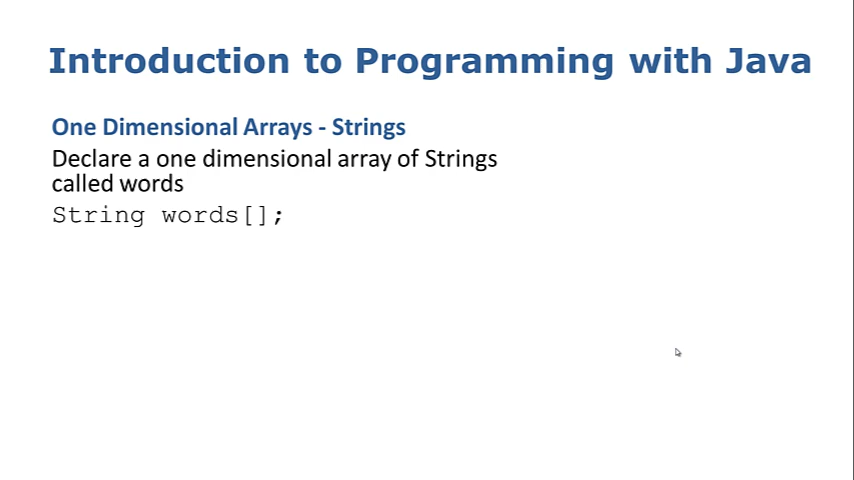 Introduction to Programming with Java
One Dimensional Arrays - Strings
Declare a one dimensional array of Strings
called words
String words[];